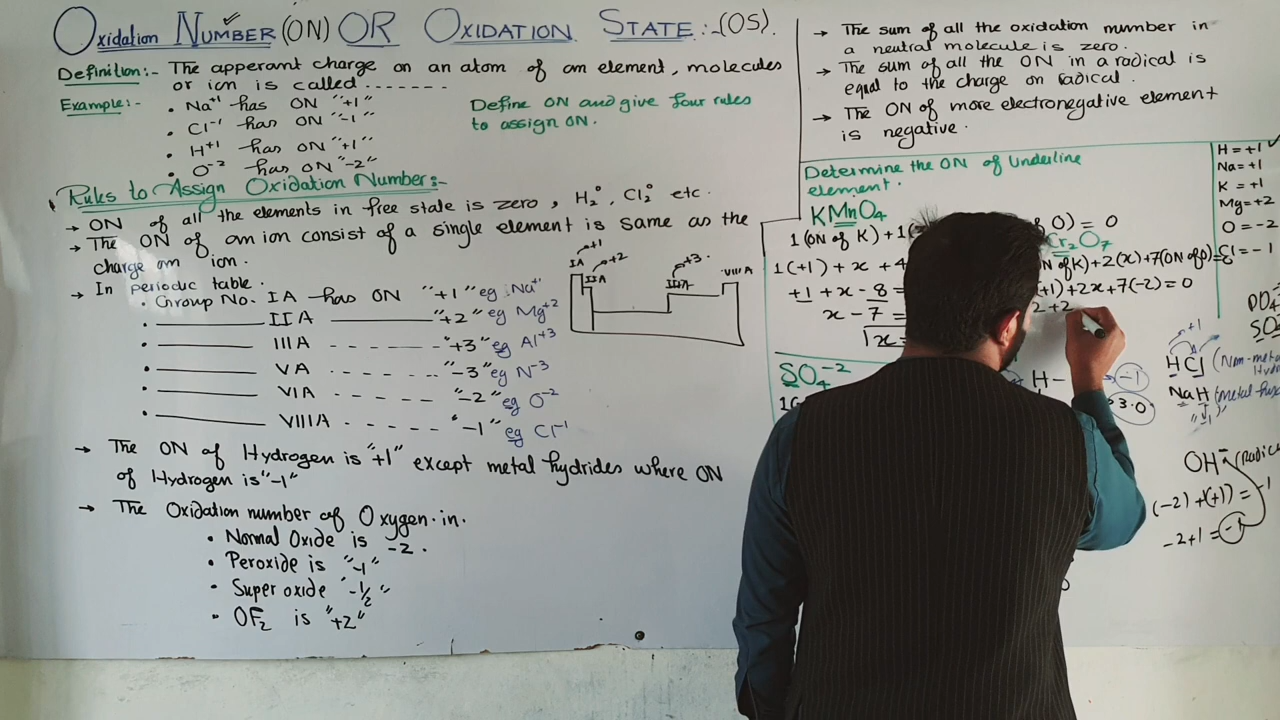 Oxidation NUMBER (ON) OR OXIDATION STATE:-(OS).
Definition:- The apperant charge on an atom of an element, molecules
or ion is called.......
Example:- • Na+1 has ON "+1"
• Cl-1 has ON "-1"
• H+1 has ON "+1"
• O-2 has ON "-2"
Define ON and give four rules
to assign ON.
Rules to Assign Oxidation Number:-
→ ON of all the elements in free state is zero, H2°, Cl2° etc.
→ The ON of an ion consist of a single element is same as the
charge on ion.
→ In periodic table.
• Group No. IA has ON "+1" eg Na+
• IIA "+2" eg Mg+2
• IIIA "+3" eg Al+3
• VA "-3" eg N-3
• VIA "-2" eg O-2
• VIIIA "-1" eg Cl-1
+1
IA
+2
IIA
+3
IIIA
VIIIA
→ The ON of Hydrogen is "+1" except metal hydrides where ON
of Hydrogen is "-1"
→ The Oxidation number of Oxygen in.
• Normal Oxide is -2.
• Peroxide is "-1"
• Super oxide "-1/2"
• OF2 is "+2"
→ The sum of all the oxidation number in
a neutral molecule is zero.
→ The sum of all the ON in a radical is
equal to the charge on radical.
→ The ON of more electronegative element
is negative.
Determine the ON of Underline
element.
KMnO4
1(ON of K) + 1( of O) = 0
1(+1) + x + 4
+1 + x - 8 =
x - 7 =
x =
SO4-2
Cr2O7
of K)+2(x)+7(ON of O)=0
+1)+2x+7(-2)=0
2+2
H = +1
Na = +1
K = +1
Mg = +2
O = -2
Cl = -1
H-
-1
3.0
+1
HCl
NaH
OH- (
(-2) +(+1) = -1
-2+1 = -1